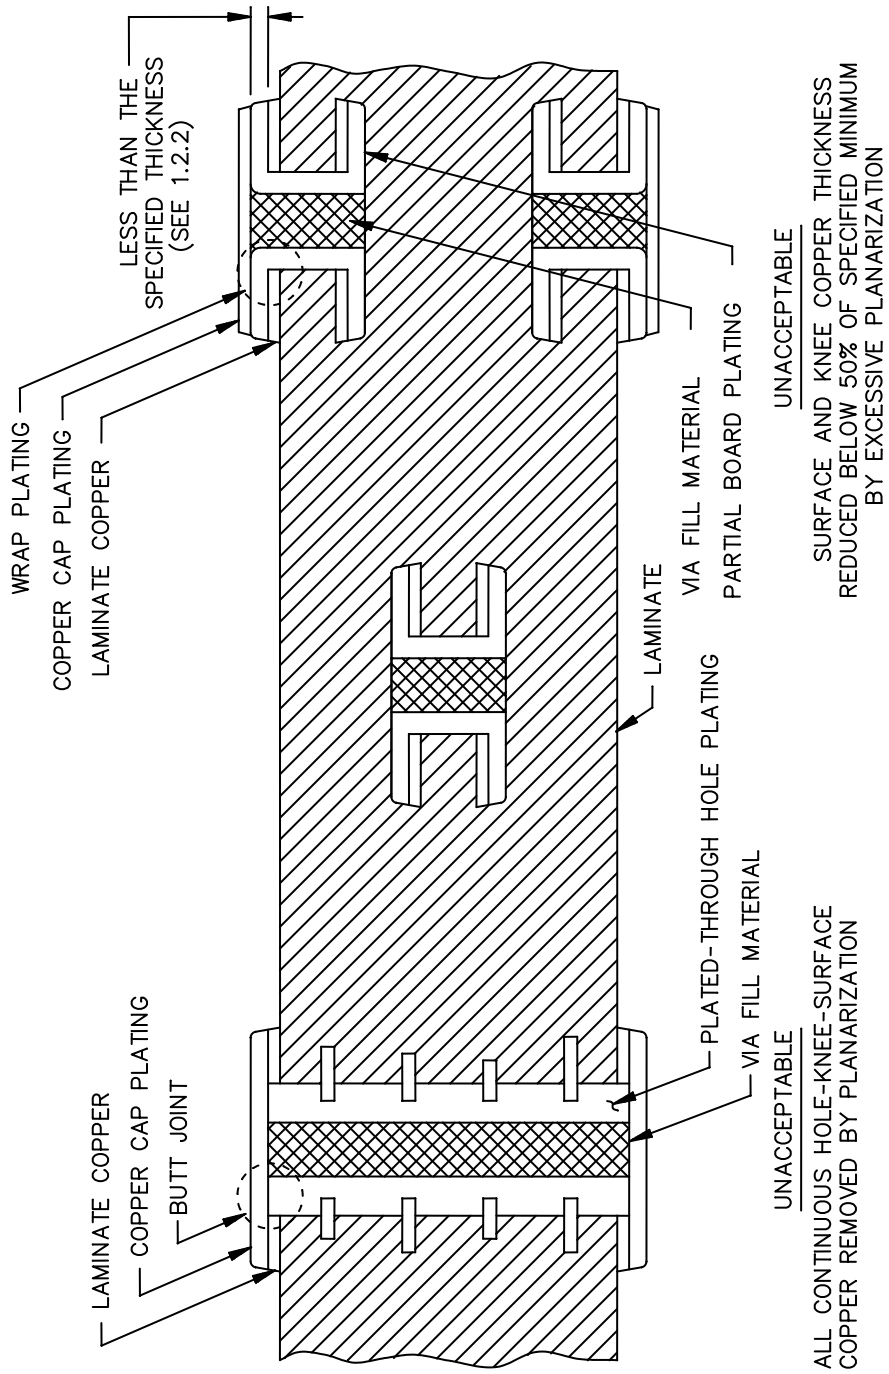 LAMINATE COPPER
COPPER CAP PLATING
BUTT JOINT
WRAP PLATING
COPPER CAP PLATING
LAMINATE COPPER
LESS THAN THE
SPECIFIED THICKNESS
(SEE 1.2.2)
PLATED-THROUGH HOLE PLATING
VIA FILL MATERIAL
LAMINATE
VIA FILL MATERIAL
PARTIAL BOARD PLATING
UNACCEPTABLE
ALL CONTINUOUS HOLE-KNEE-SURFACE
COPPER REMOVED BY PLANARIZATION
UNACCEPTABLE
SURFACE AND KNEE COPPER THICKNESS
REDUCED BELOW 50% OF SPECIFIED MINIMUM
BY EXCESSIVE PLANARIZATION